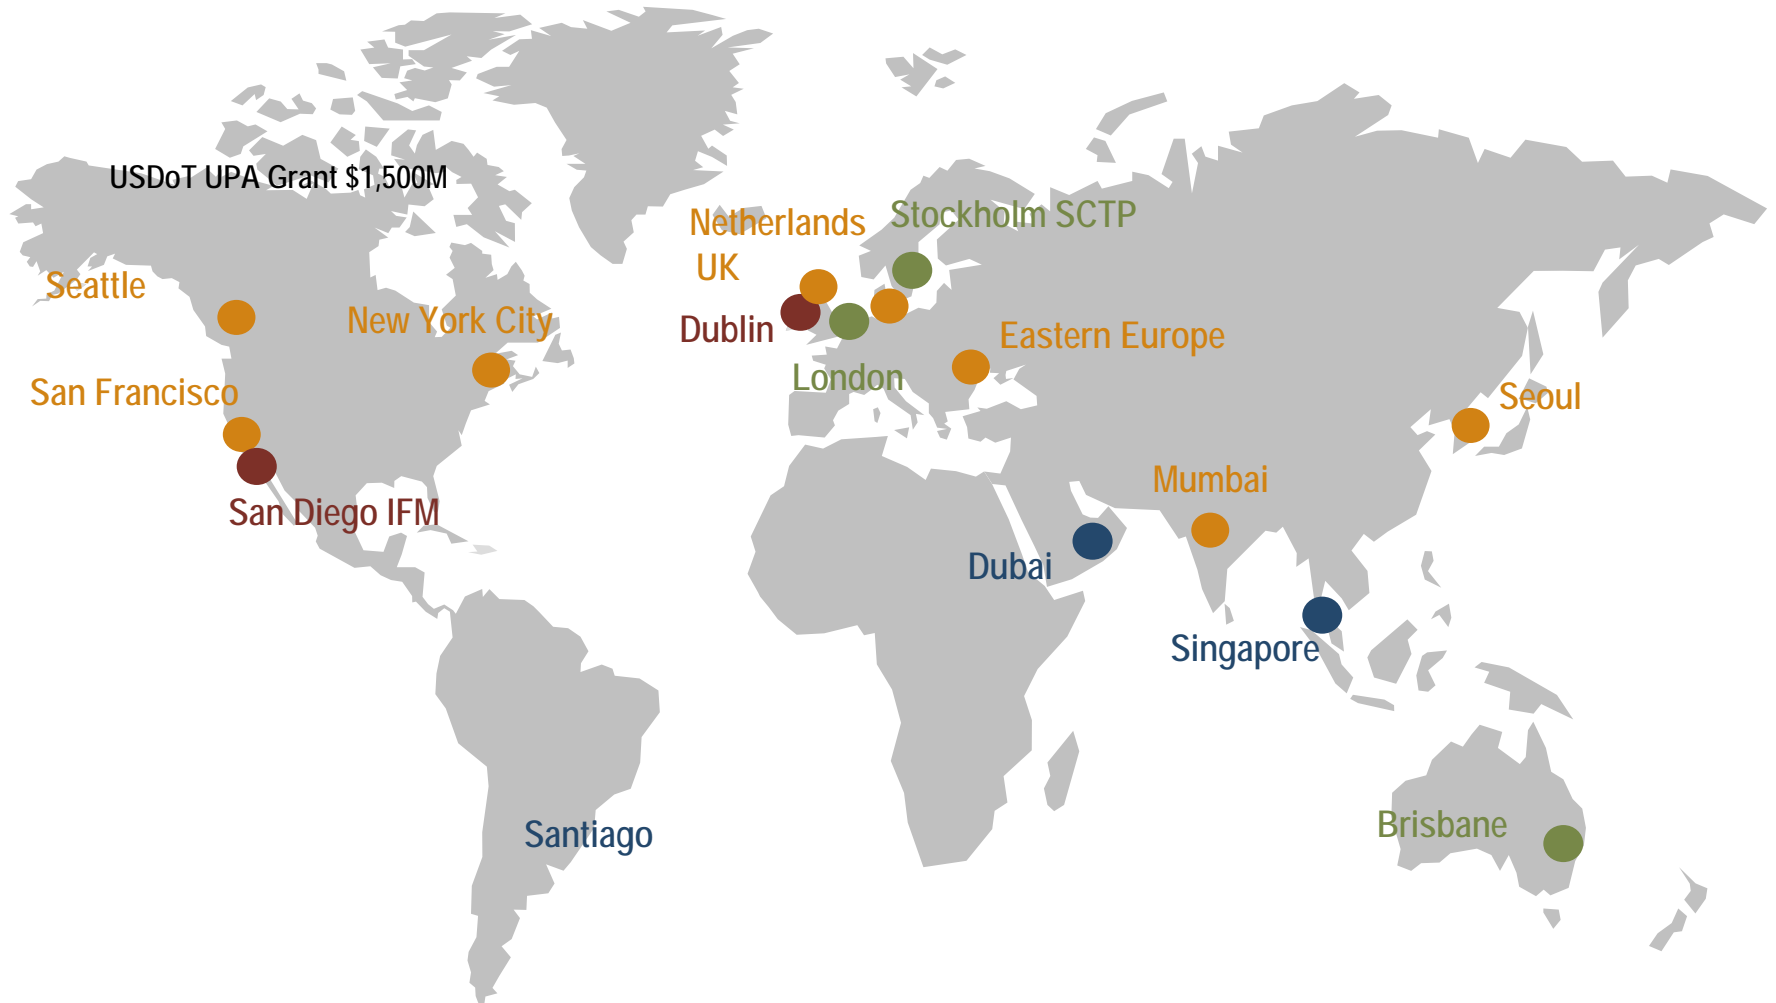 USDoT UPA Grant $1,500M
Netherlands
Stockholm SCTP
UK
Seattle
New York City
Dublin
Eastern Europe
London
San Francisco
Seoul
Mumbai
San Diego IFM
Dubai
Singapore
Brisbane
Santiago